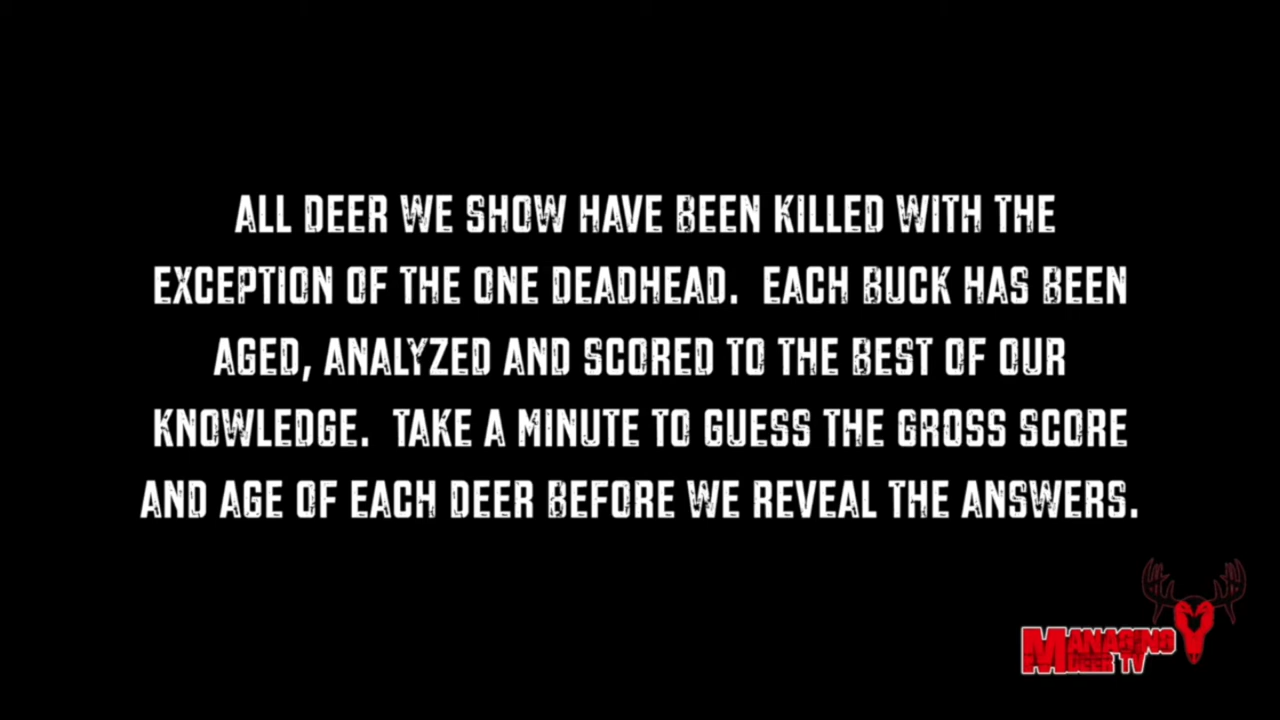 ALL DEER WE SHOW HAVE BEEN KILLED WITH THE
EXCEPTION OF THE ONE DEADHEAD. EACH BUCK HAS BEEN
AGED, ANALYZED AND SCORED TO THE BEST OF OUR
KNOWLEDGE. TAKE A MINUTE TO GUESS THE GROSS SCORE
AND AGE OF EACH DEER BEFORE WE REVEAL THE ANSWERS.
MANAGING
DEER TV